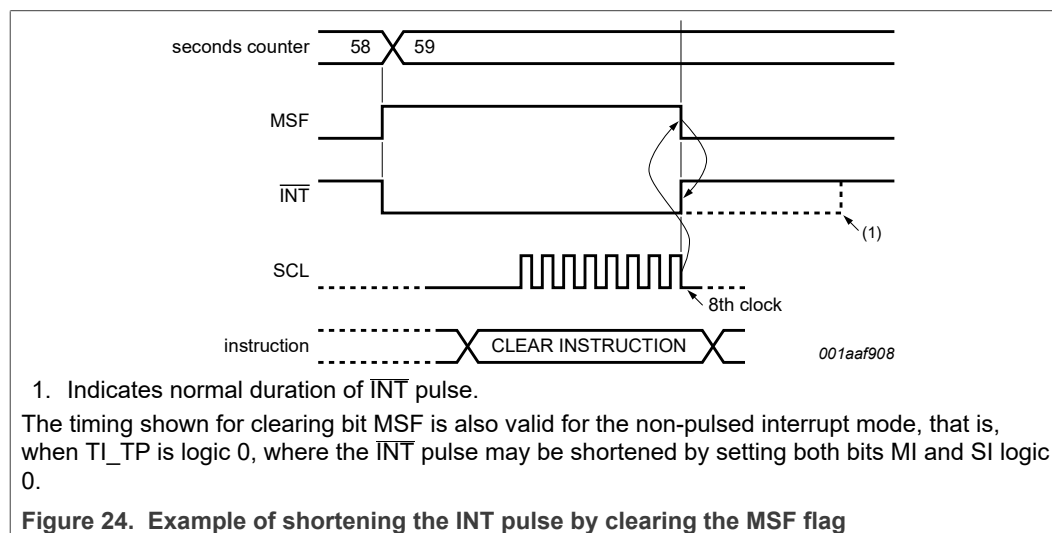 seconds counter 58 59
MSF
INT
(1)
SCL
8th clock
instruction CLEAR INSTRUCTION 001aaf908
1. Indicates normal duration of INT pulse.
The timing shown for clearing bit MSF is also valid for the non-pulsed interrupt mode, that is,
when TI_TP is logic 0, where the INT pulse may be shortened by setting both bits MI and SI logic
0.
Figure 24. Example of shortening the INT pulse by clearing the MSF flag